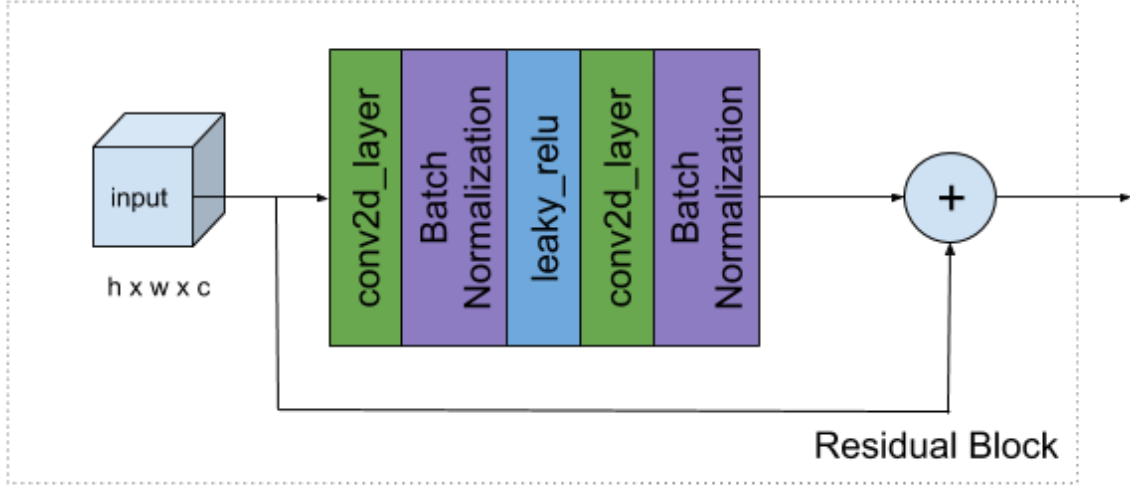 input
h x w x c
conv2d_layer
Batch
Normalization
leaky_relu
conv2d_layer
Batch
Normalization
+
Residual Block